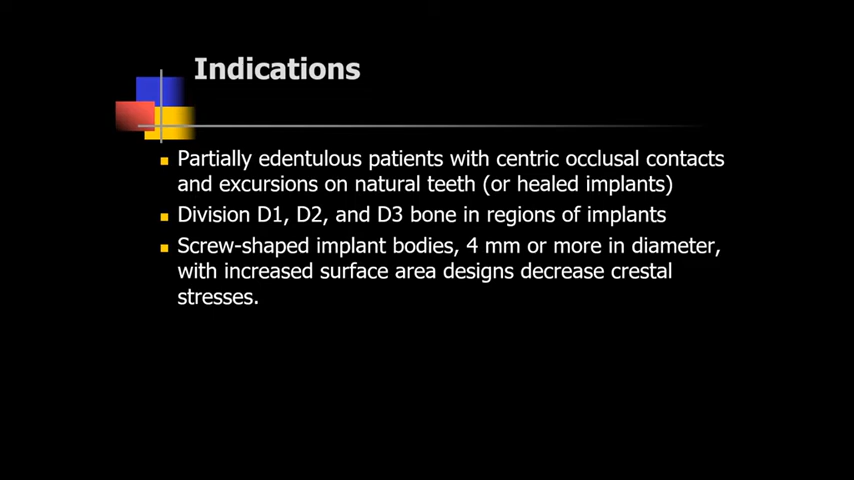 Indications
Partially edentulous patients with centric occlusal contacts
and excursions on natural teeth (or healed implants)
Division D1, D2, and D3 bone in regions of implants
Screw-shaped implant bodies, 4 mm or more in diameter,
with increased surface area designs decrease crestal
stresses.